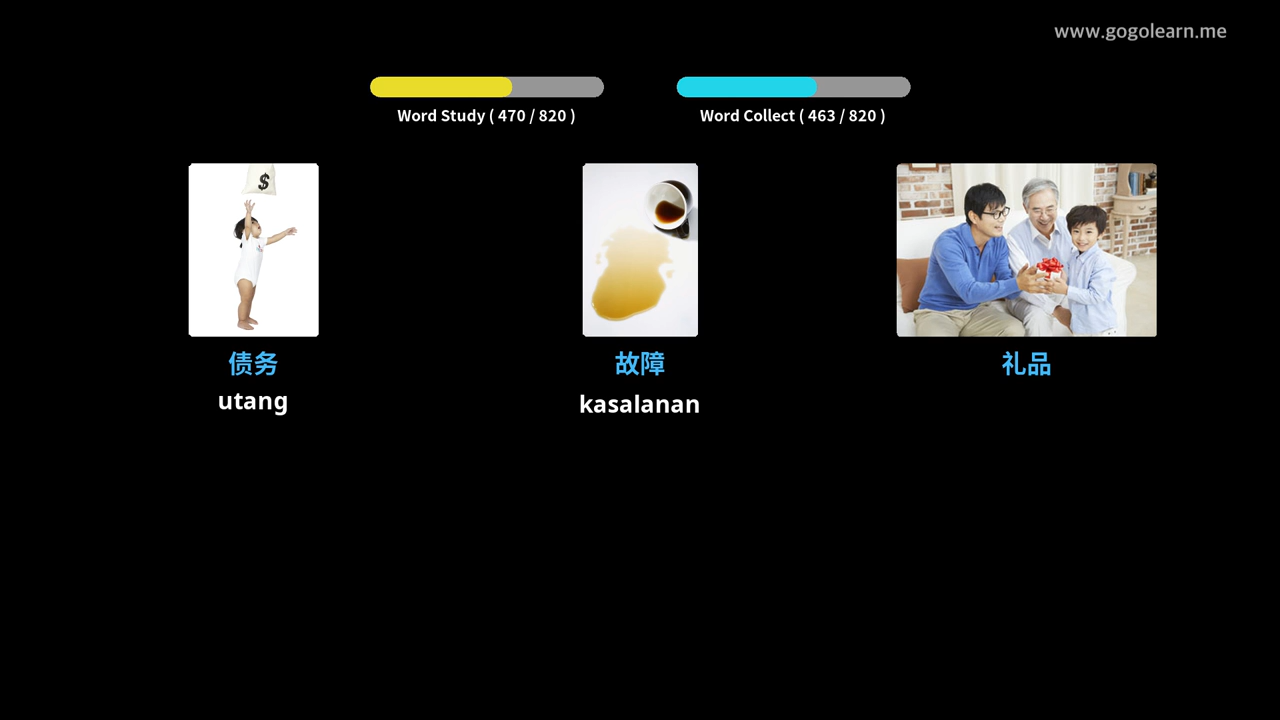 www.gogolearn.me
Word Study ( 470 / 820 )
Word Collect ( 463 / 820 )
$
债务
故障
礼品
utang
kasalanan